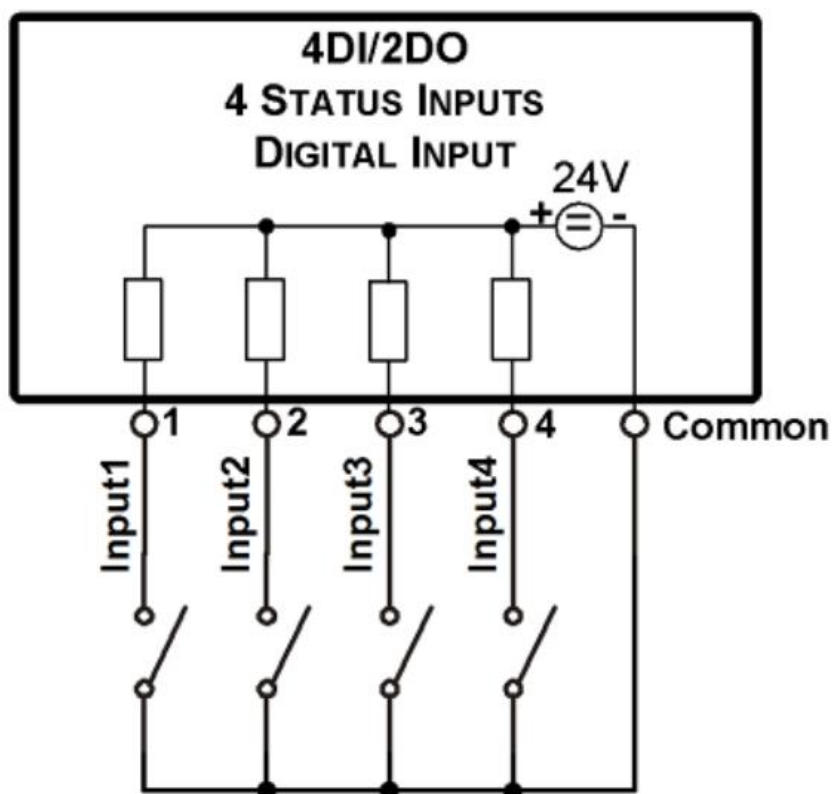 4DI/2DO
4 STATUS INPUTS
DIGITAL INPUT
24V
+ = -
1 2 3 4 Common
Input1 Input2 Input3 Input4